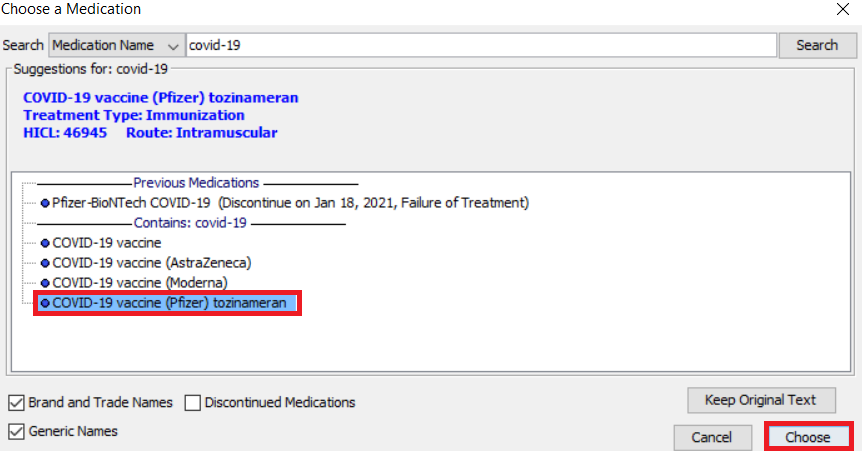 Choose a Medication
Search Medication Name covid-19 Search
Suggestions for: covid-19
COVID-19 vaccine (Pfizer) tozinameran
Treatment Type: Immunization
HICL: 46945 Route: Intramuscular
Previous Medications
Pfizer-BioNTech COVID-19 (Discontinue on Jan 18, 2021, Failure of Treatment)
Contains: covid-19
COVID-19 vaccine
COVID-19 vaccine (AstraZeneca)
COVID-19 vaccine (Moderna)
COVID-19 vaccine (Pfizer) tozinameran
Brand and Trade Names Discontinued Medications Keep Original Text
Generic Names
Cancel Choose